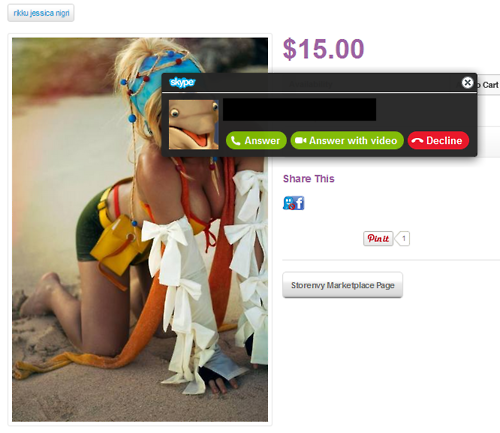 rikku jessica nigri
$15.00
skype
o Cart
Answer
Answer with video
Decline
Share This
f
Pin it
1
Storenvy Marketplace Page